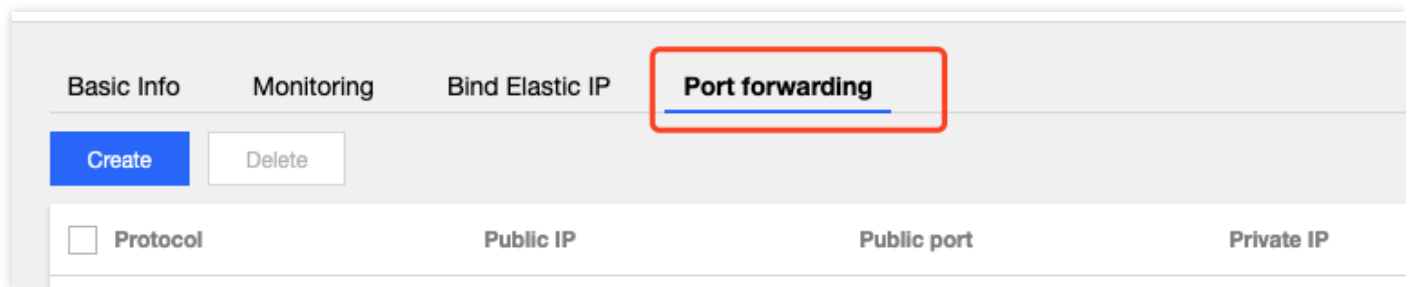 Basic Info Monitoring Bind Elastic IP Port forwarding
Create Delete
Protocol Public IP Public port Private IP